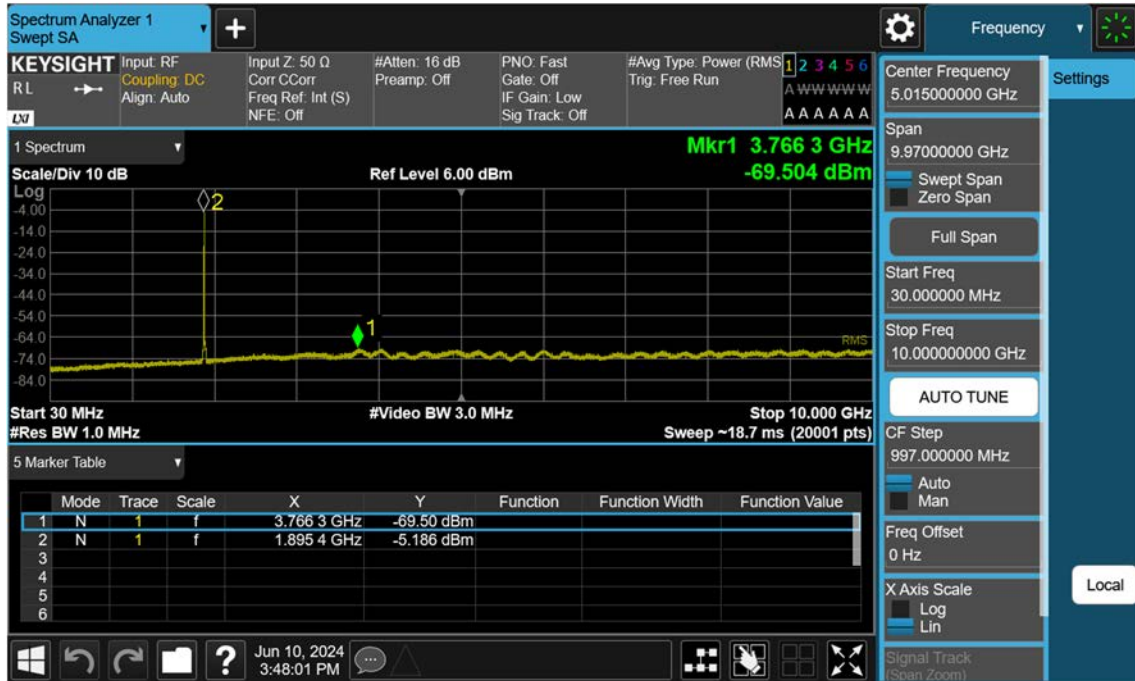 Spectrum Analyzer 1
Swept SA
Frequency
KEYSIGHT
RL
LXI
Input: RF
Coupling: DC
Align: Auto
Input Z: 50 Ω
Corr CCorr
Freq Ref: Int (S)
NFE: Off
#Atten: 16 dB
Preamp: Off
PNO: Fast
Gate: Off
IF Gain: Low
Sig Track: Off
#Avg Type: Power (RMS
Trig: Free Run
1 2 3 4 5 6
A W W W W W
A A A A A A
1 Spectrum
Scale/Div 10 dB
Ref Level 6.00 dBm
Mkr1 3.766 3 GHz
-69.504 dBm
Log
-4.00
-14.0
-24.0
-34.0
-44.0
-54.0
-64.0
-74.0
-84.0
2
1
RMS
Start 30 MHz
#Video BW 3.0 MHz
Stop 10.000 GHz
#Res BW 1.0 MHz
Sweep ~18.7 ms (20001 pts)
5 Marker Table
Mode Trace Scale X Y Function Function Width Function Value
1 N 1 f 3.766 3 GHz -69.50 dBm
2 N 1 f 1.895 4 GHz -5.186 dBm
3
4
5
6
Jun 10, 2024
3:48:01 PM
Center Frequency
5.015000000 GHz
Settings
Span
9.97000000 GHz
Swept Span
Zero Span
Full Span
Start Freq
30.000000 MHz
Stop Freq
10.000000000 GHz
AUTO TUNE
CF Step
997.000000 MHz
Auto
Man
Freq Offset
0 Hz
X Axis Scale
Log
Lin
Local
Signal Track
(Span Zoom)